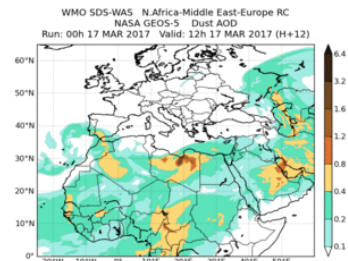 WMO SDS-WAS N.Africa-Middle East-Europe RC
NASA GEOS-5 Dust AOD
Run: 00h 17 MAR 2017 Valid: 12h 17 MAR 2017 (H+12)
60°N
50°N
40°N
30°N
20°N
10°N
0°
6.4
3.2
1.6
1.2
0.8
0.4
0.2
0.1